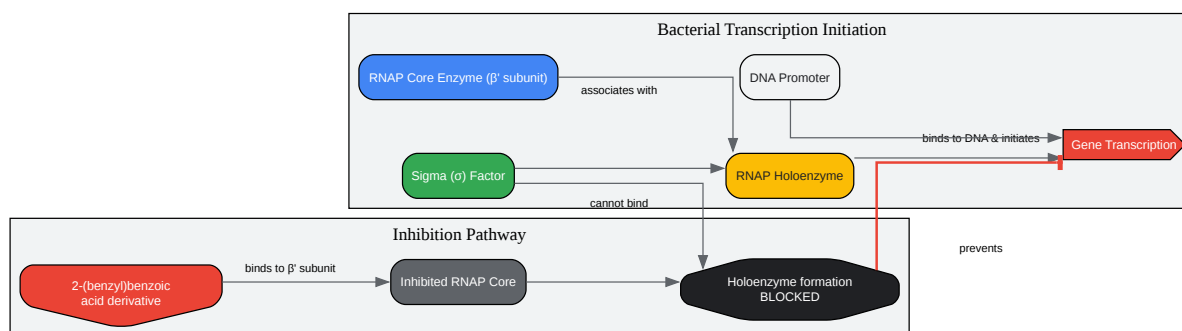 Bacterial Transcription Initiation
RNAP Core Enzyme (β' subunit)
DNA Promoter
associates with
binds to DNA & initiates
Gene Transcription
Sigma (σ) Factor
RNAP Holoenzyme
cannot bind
Inhibition Pathway
prevents
binds to β' subunit
2-(benzyl)benzoic
acid derivative
Inhibited RNAP Core
Holoenzyme formation
BLOCKED